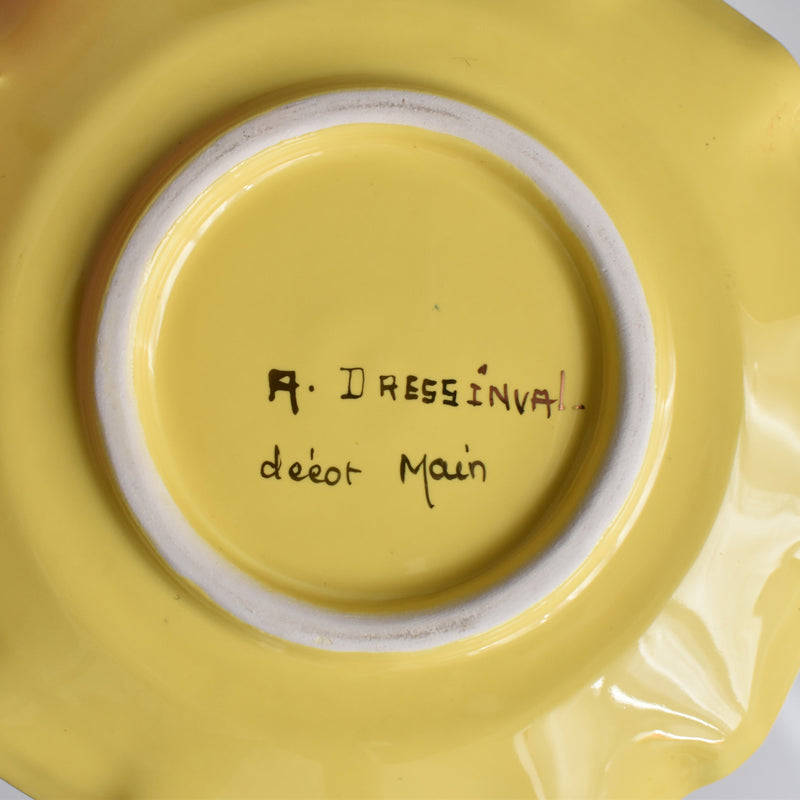 A. DRESSINVAL.
décor Main